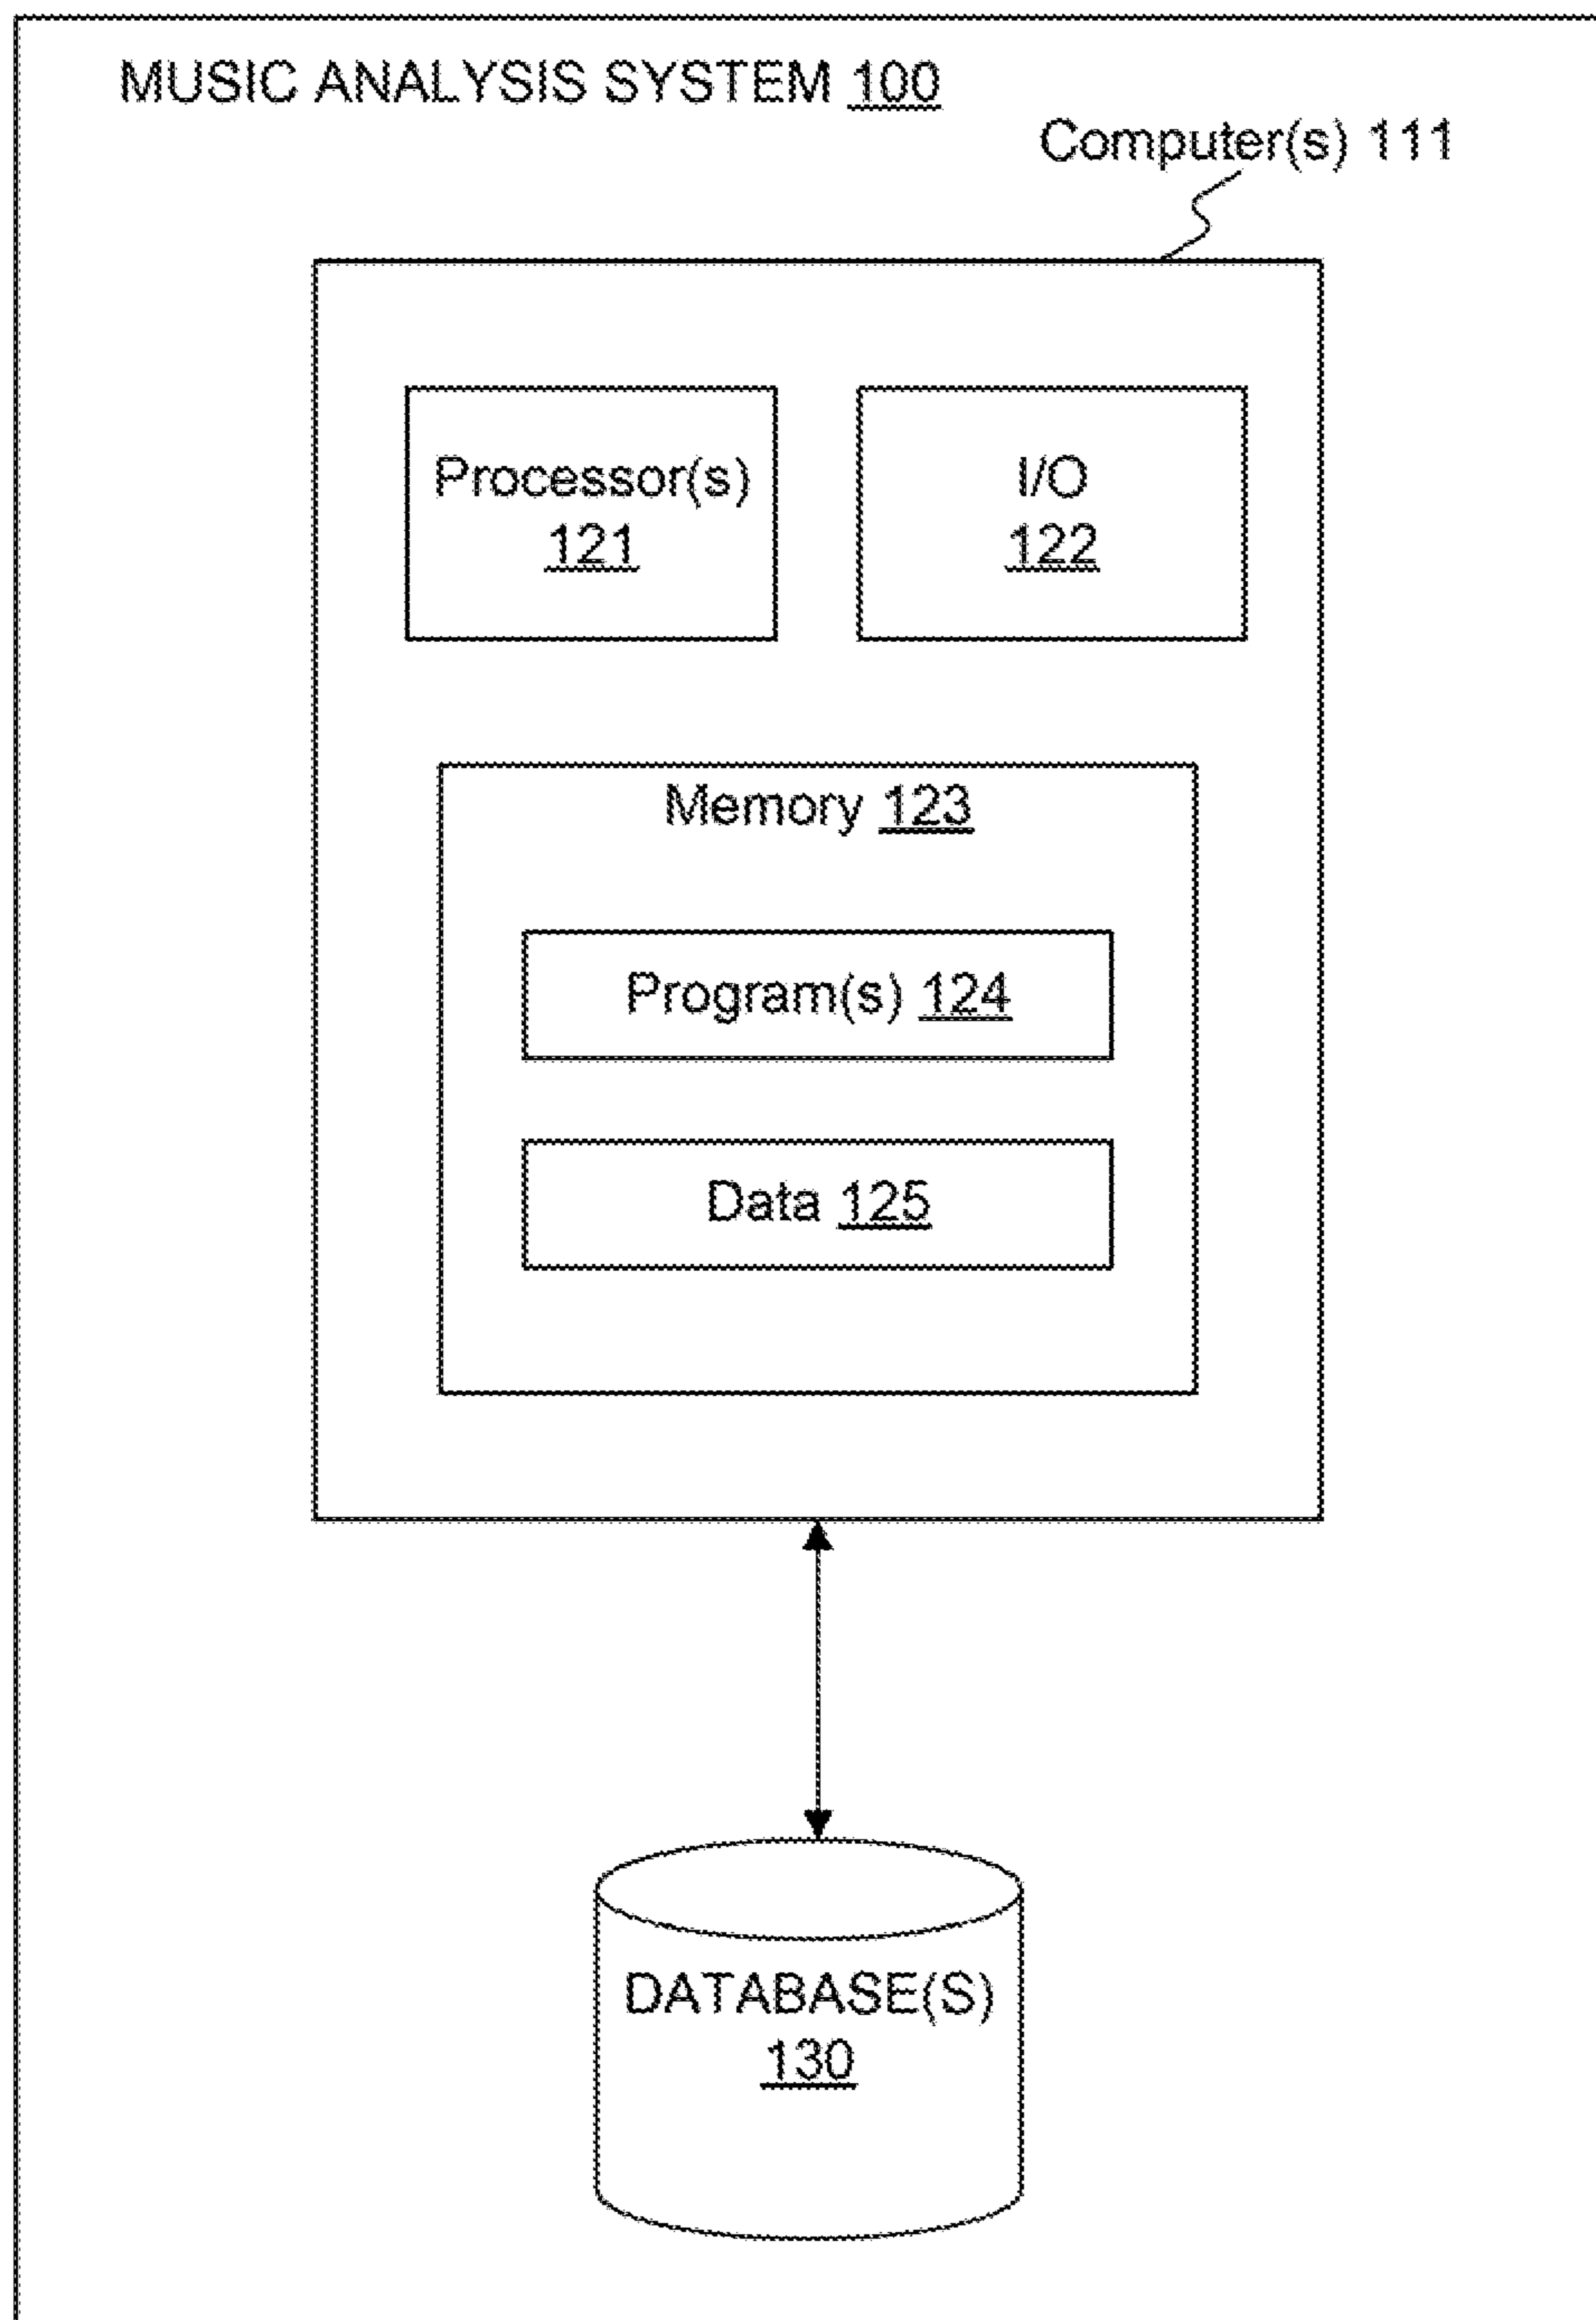 MUSIC ANALYSIS SYSTEM 100
Computer(s) 111
Processor(s)
121
I/O
122
Memory 123
Program(s) 124
Data 125
DATABASE(S)
130